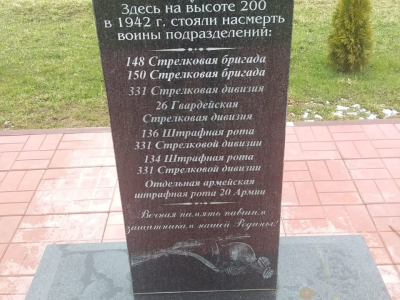 Здесь на высоте 200
в 1942 г. стояли насмерть
воины подразделений:
148 Стрелковая бригада
150 Стрелковая бригада
331 Стрелковая дивизия
26 Гвардейская
Стрелковая дивизия
136 Штрафная рота
331 Стрелковой дивизии
134 Штрафная рота
331 Стрелковой дивизии
Отдельная армейская
штрафная рота 20 Армии
Вечная память павшим
защитникам нашей Родины!